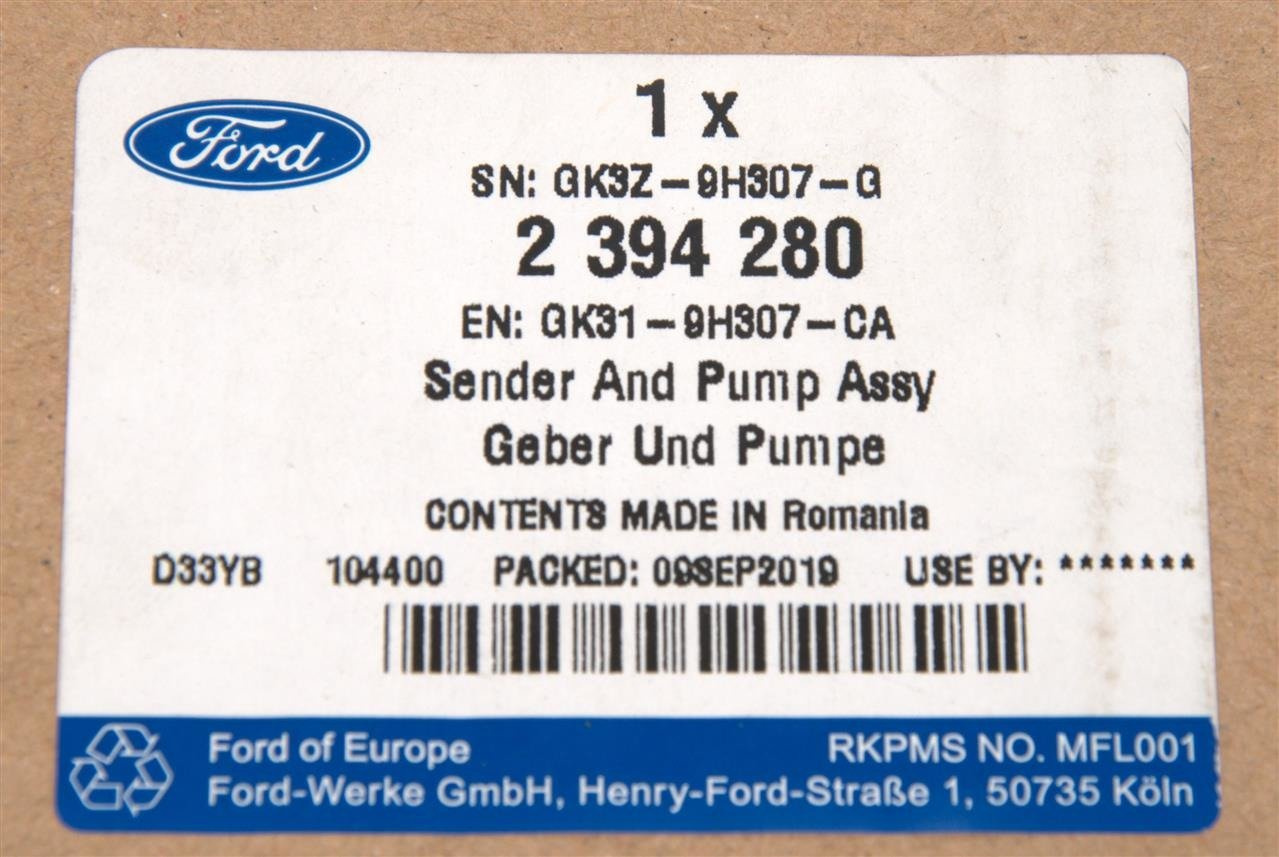 Ford
1 x
SN: GK3Z-9H307-G
2 394 280
EN: GK31-9H307-CA
Sender And Pump Assy
Geber Und Pumpe
CONTENTS MADE IN Romania
D33YB 104400 PACKED: 09SEP2019 USE BY: *******
Ford of Europe RKPMS NO. MFL001
Ford-Werke GmbH, Henry-Ford-Straße 1, 50735 Köln